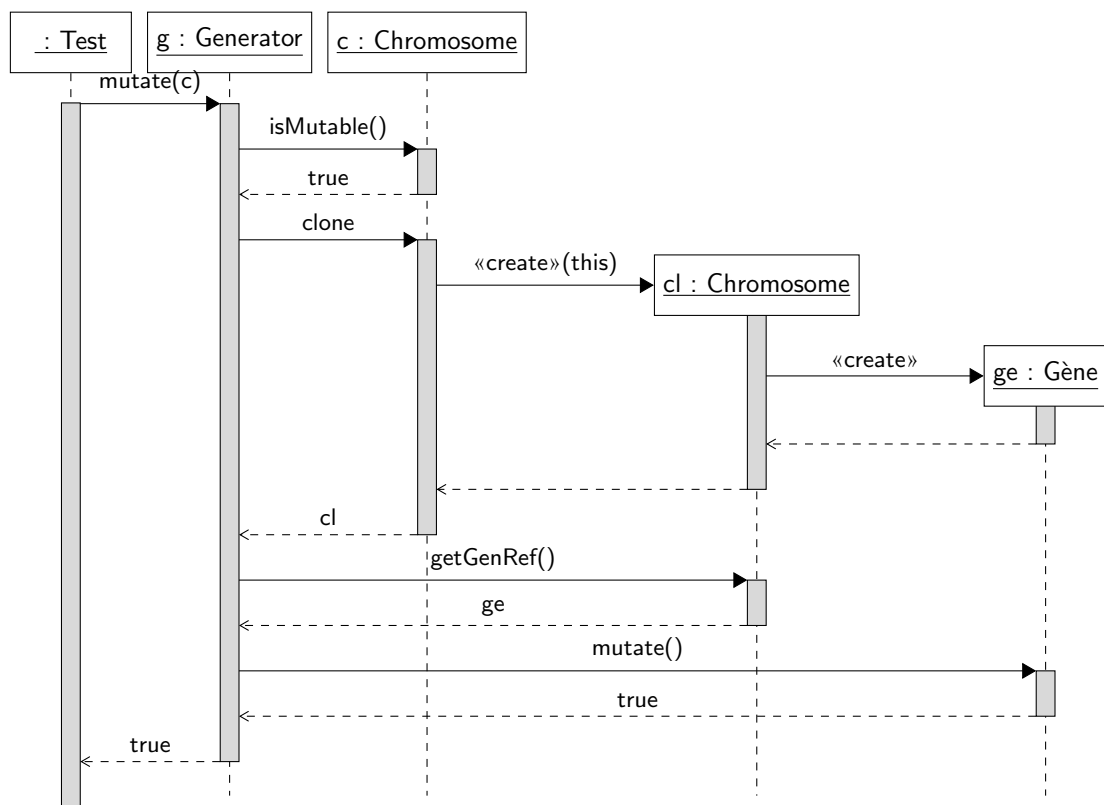 : Test
g : Generator
c : Chromosome
mutate(c)
isMutable()
true
clone
«create»(this)
cl : Chromosome
«create»
ge : Gène
cl
getGenRef()
ge
mutate()
true
true